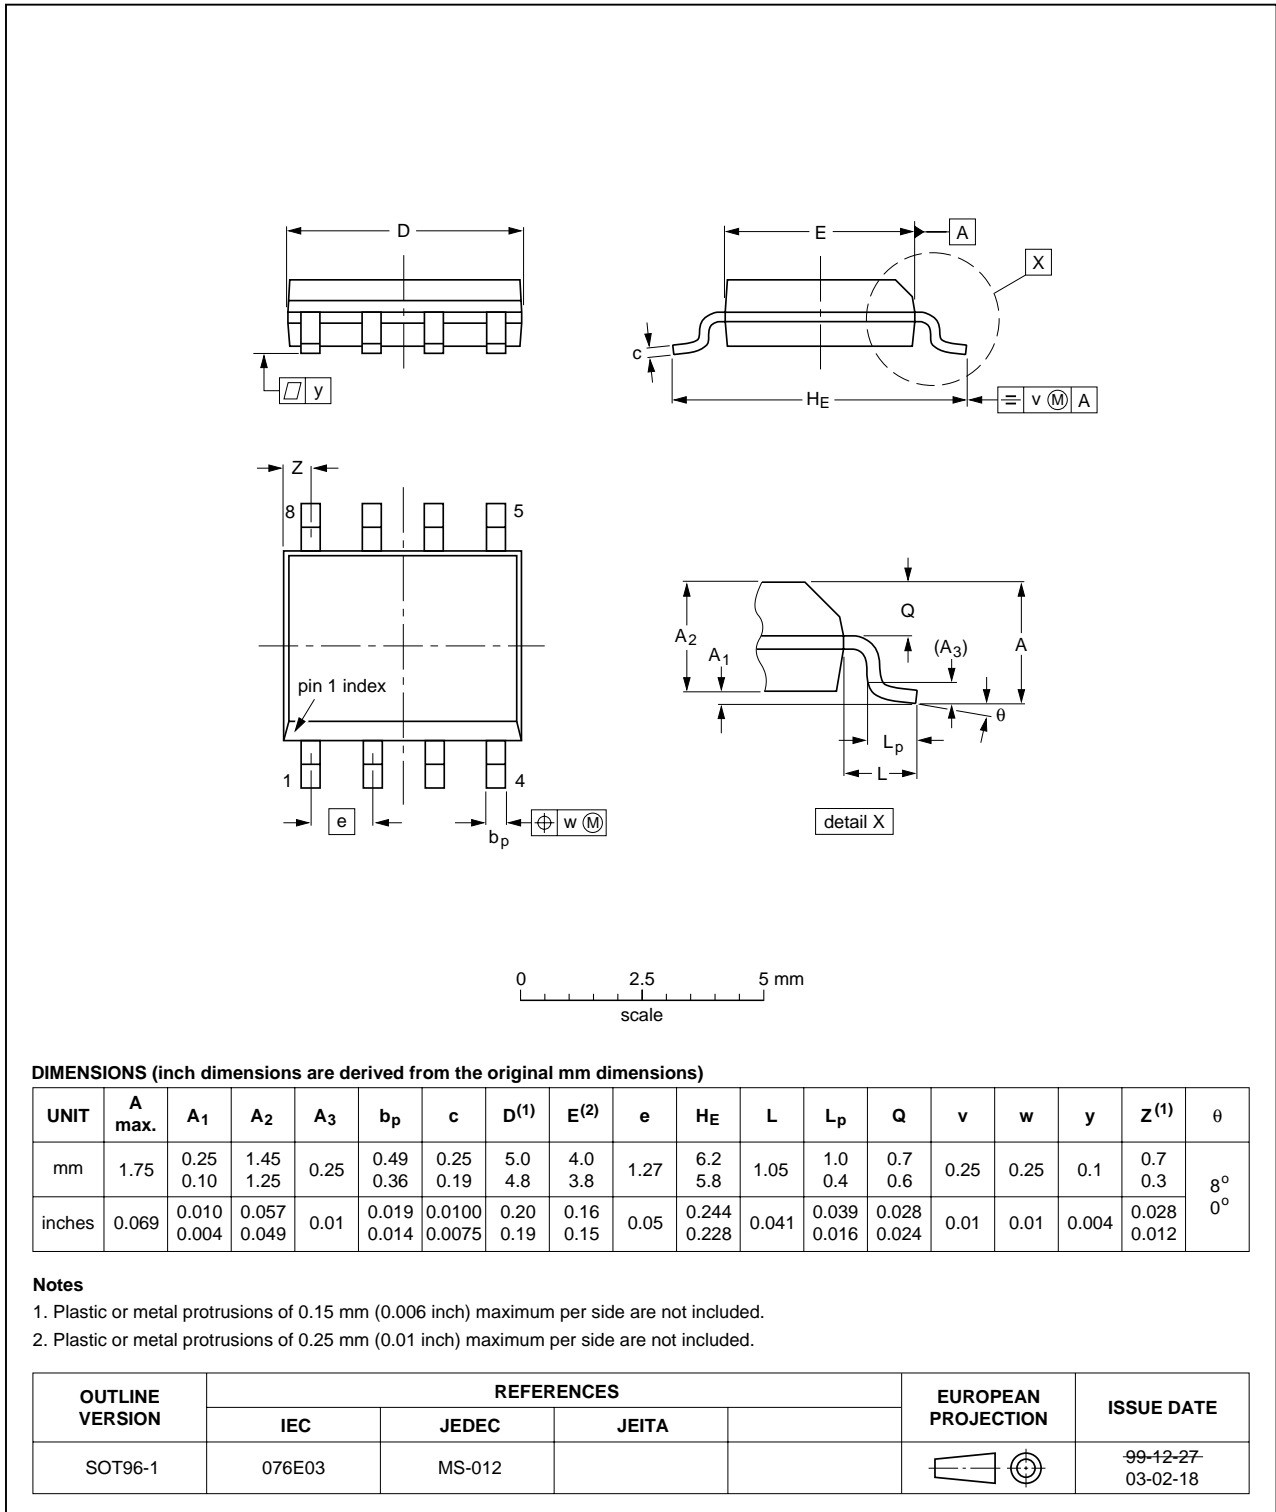 D
E
A
X
c
y
HE
v M A
Z
8
5
pin 1 index
1
4
e
w M
bp
A2
A1
Q
(A3)
A
θ
Lp
L
detail X
0 2.5 5 mm
scale
DIMENSIONS (inch dimensions are derived from the original mm dimensions)
UNIT A max. A1 A2 A3 bp c D(1) E(2) e HE L Lp Q v w y Z(1) θ
mm 1.75 0.25 0.10 1.45 1.25 0.25 0.49 0.36 0.25 0.19 5.0 4.8 4.0 3.8 1.27 6.2 5.8 1.05 1.0 0.4 0.7 0.6 0.25 0.25 0.1 0.7 0.3 8o 0o
inches 0.069 0.010 0.004 0.057 0.049 0.01 0.019 0.014 0.0100 0.0075 0.20 0.19 0.16 0.15 0.05 0.244 0.228 0.041 0.039 0.016 0.028 0.024 0.01 0.01 0.004 0.028 0.012
Notes
1. Plastic or metal protrusions of 0.15 mm (0.006 inch) maximum per side are not included.
2. Plastic or metal protrusions of 0.25 mm (0.01 inch) maximum per side are not included.
OUTLINE VERSION
REFERENCES
EUROPEAN PROJECTION
ISSUE DATE
IEC JEDEC JEITA
SOT96-1 076E03 MS-012
99-12-27
03-02-18